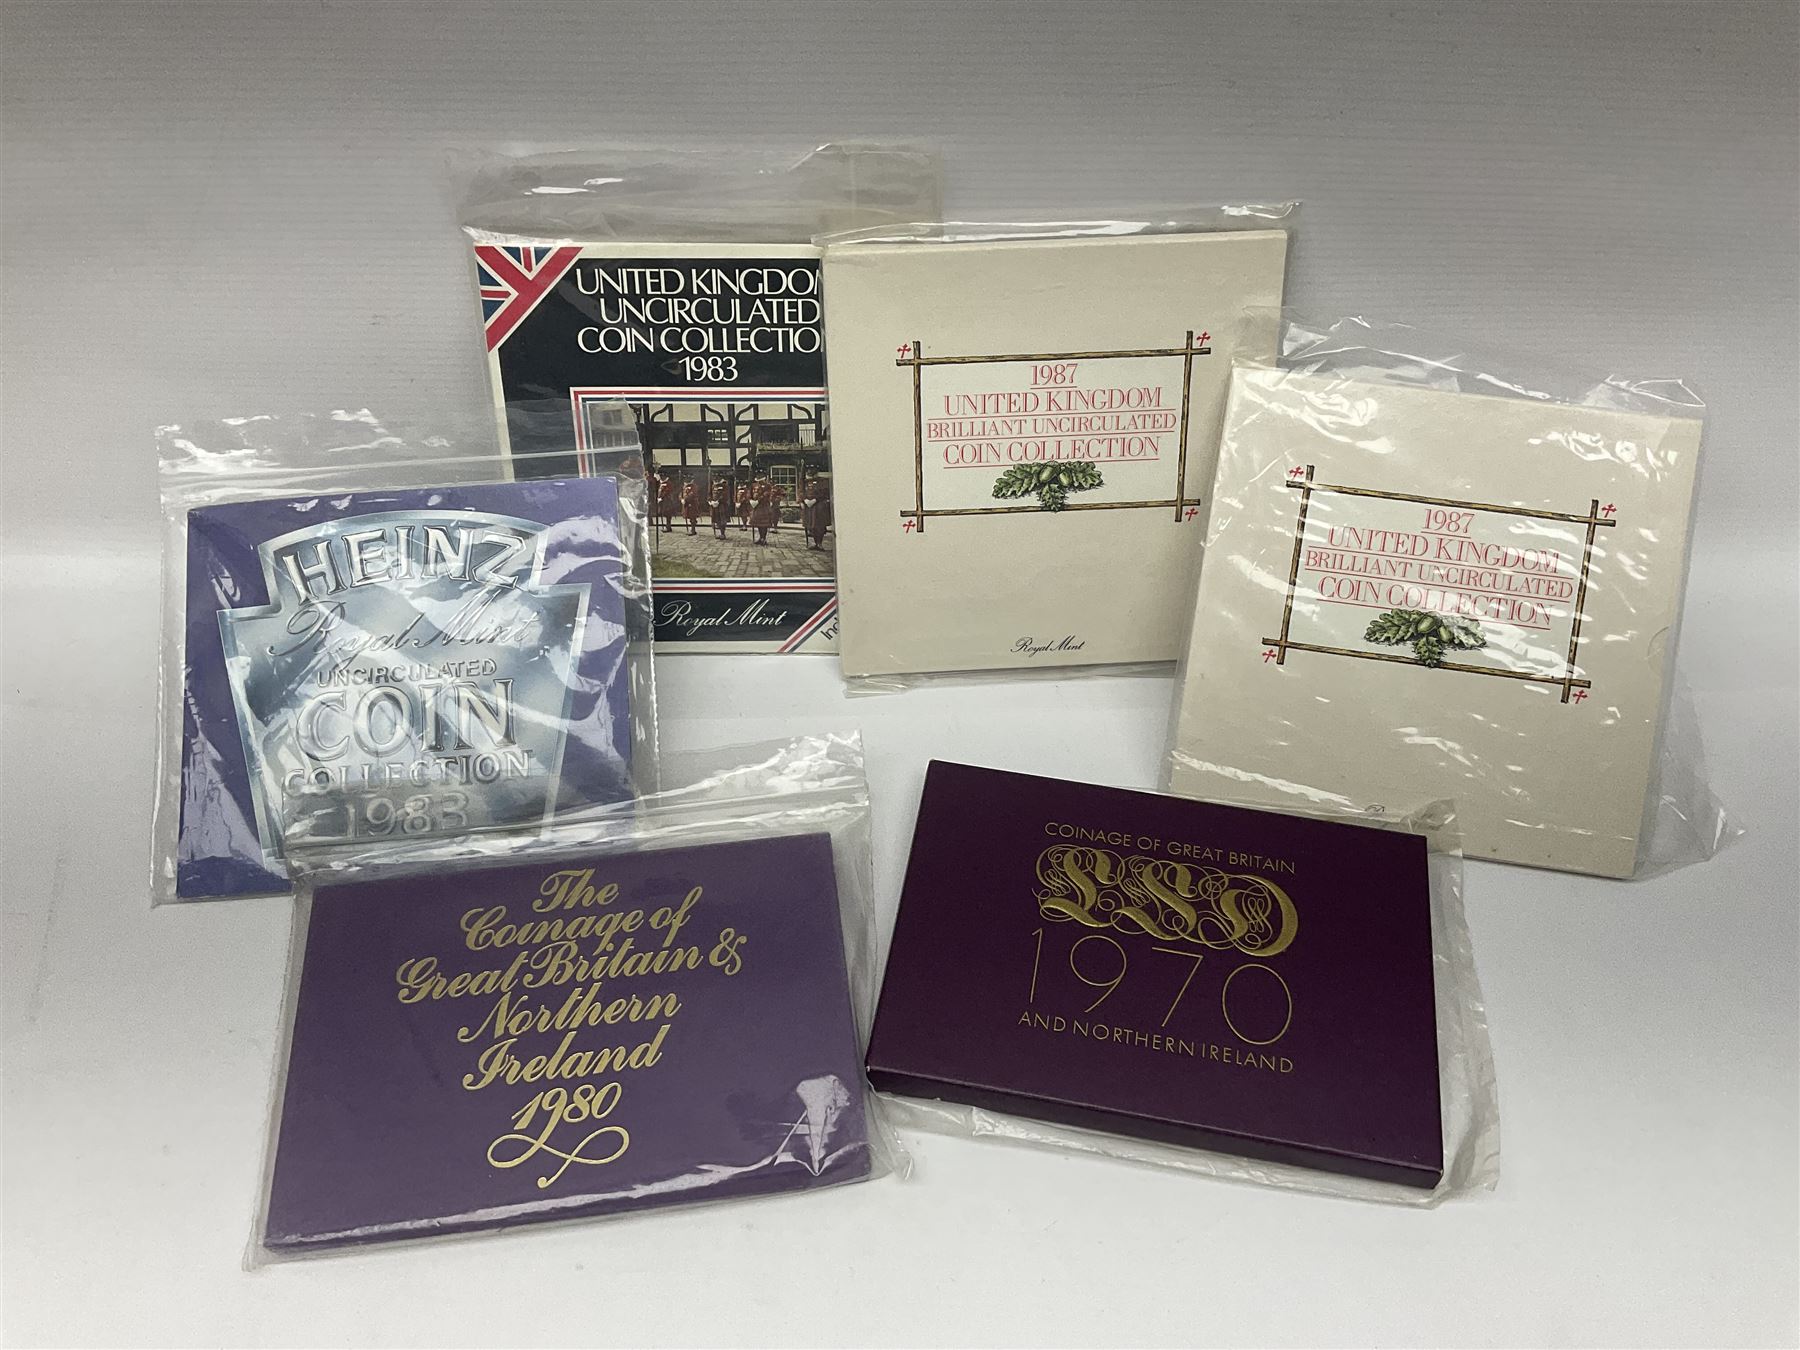 UNITED KINGDOM
UNCIRCULATED
COIN COLLECTIO
1983
Royal Mint
1987
UNITED KINGDOM
BRILLIANT UNCIRCULATED
COIN COLLECTION
Royal Mint
1987
UNITED KINGDOM
BRILLIANT UNCIRCULATED
COIN COLLECTION
HEINZ
Royal Mint
UNCIRCULATED
COIN
COLLECTION
1983
The
Coinage of
Great Britain &
Northern
Ireland
1980
COINAGE OF GREAT BRITAIN
LSD
1970
AND NORTHERN IRELAND